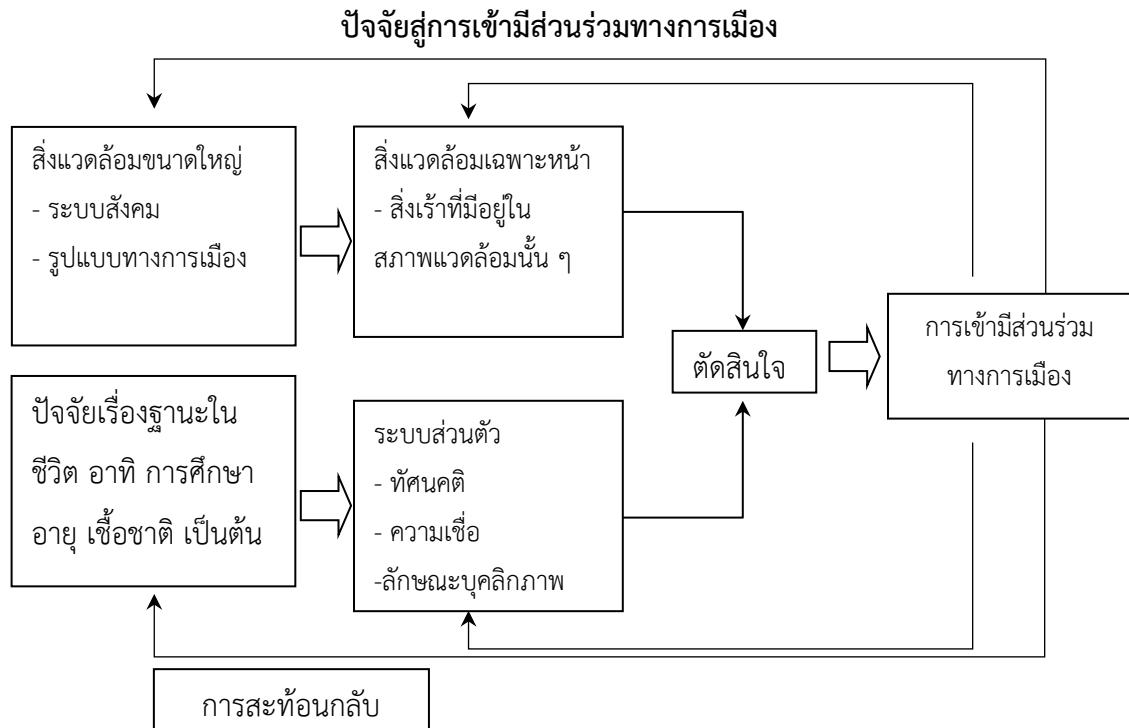 ปัจจัยสู่การเข้ามีส่วนร่วมทางการเมือง
สิ่งแวดล้อมขนาดใหญ่
- ระบบสังคม
- รูปแบบทางการเมือง
สิ่งแวดล้อมเฉพาะหน้า
- สิ่งเร้าที่มีอยู่ใน
สภาพแวดล้อมนั้น ๆ
ตัดสินใจ
การเข้ามีส่วนร่วม
ทางการเมือง
ปัจจัยเรื่องฐานะใน
ชีวิต อาทิ การศึกษา
อายุ เชื้อชาติ เป็นต้น
ระบบส่วนตัว
- ทัศนคติ
- ความเชื่อ
-ลักษณะบุคลิกภาพ
การสะท้อนกลับ